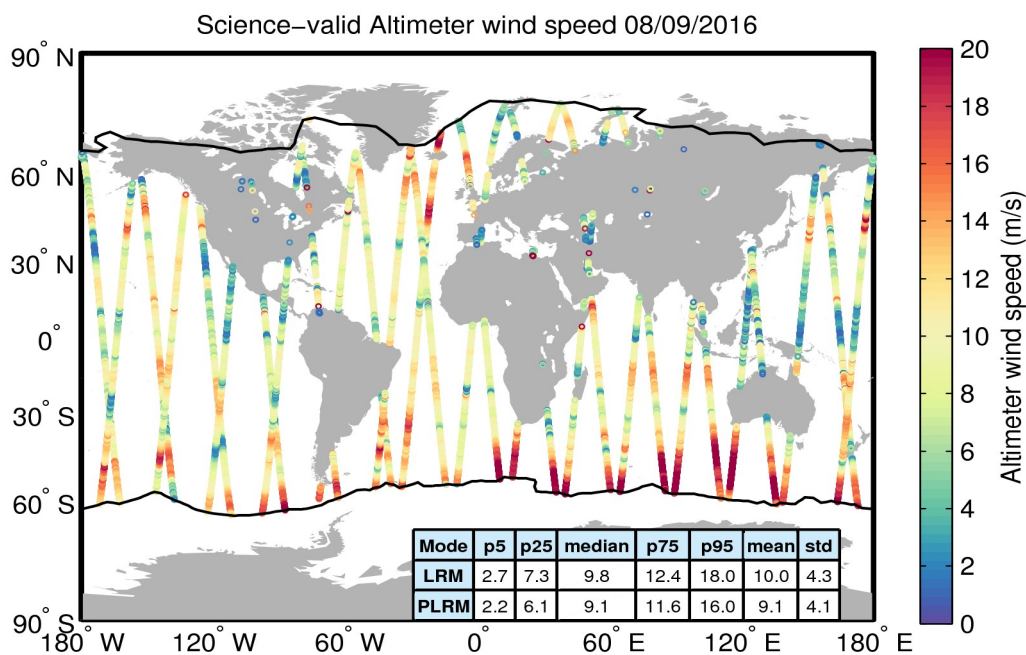 Science−valid Altimeter wind speed 08/09/2016
90° N
60° N
30° N
0°
30° S
60° S
90° S
180° W
120° W
60° W
0°
60° E
120° E
180° E
Mode p5 p25 median p75 p95 mean std
LRM 2.7 7.3 9.8 12.4 18.0 10.0 4.3
PLRM 2.2 6.1 9.1 11.6 16.0 9.1 4.1
20
18
16
14
12
10
8
6
4
2
0
Altimeter wind speed (m/s)